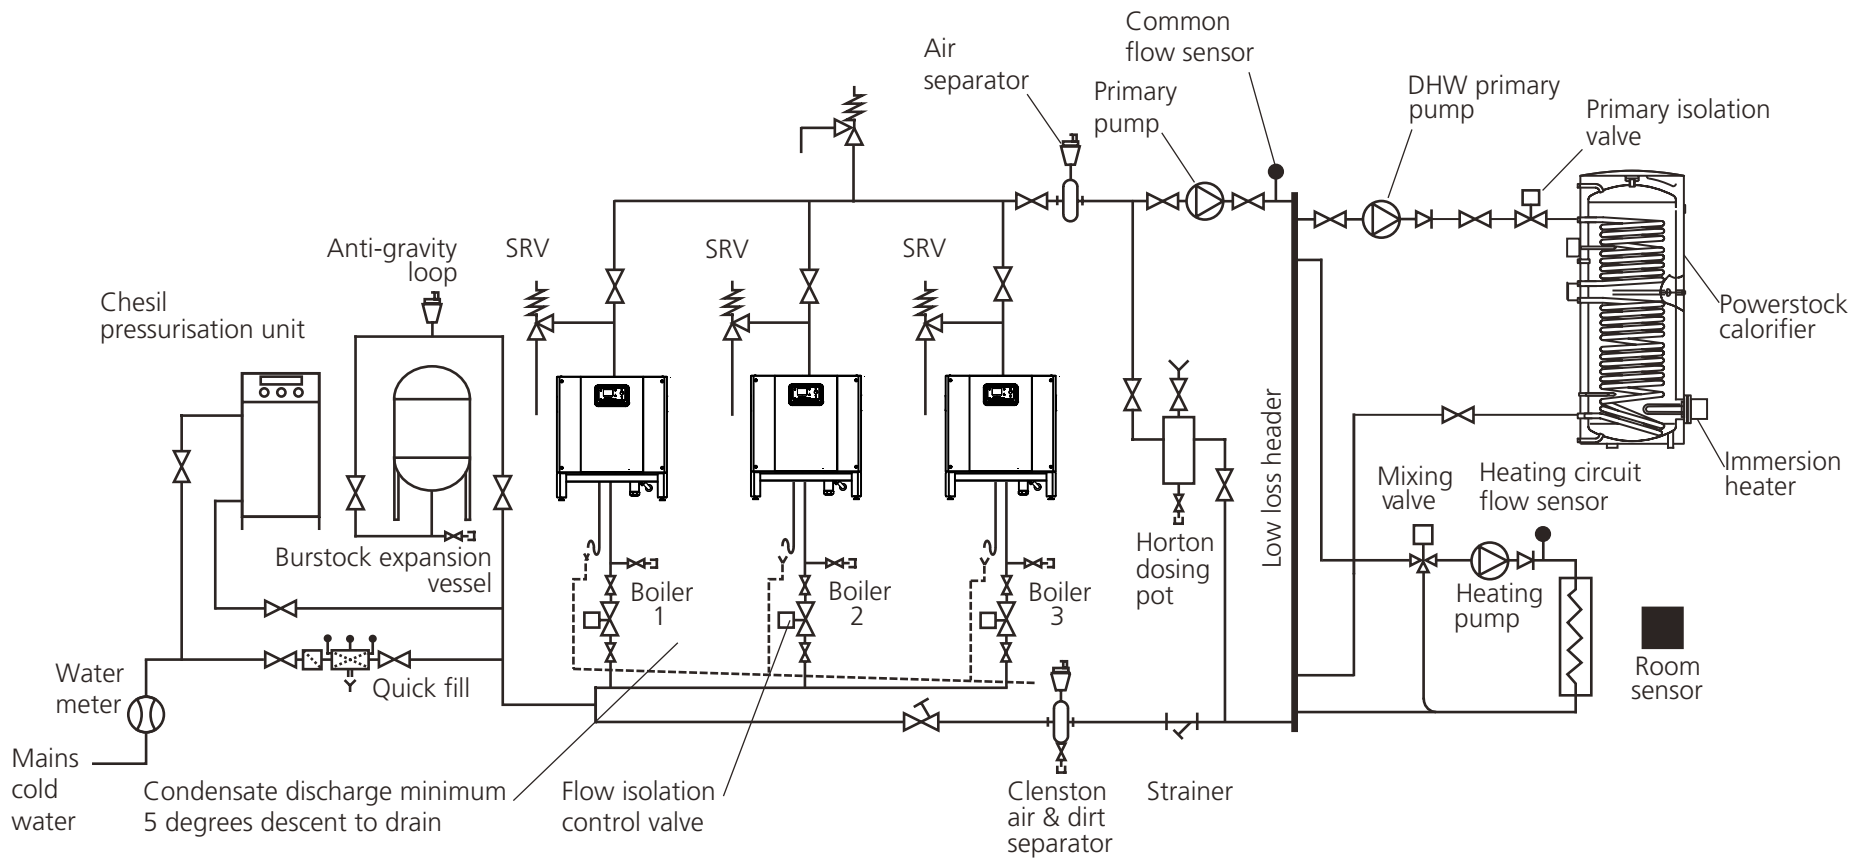 Common
flow sensor
Air
separator
Primary
pump
DHW primary
pump
Primary isolation
valve
Anti-gravity
loop
SRV
SRV
SRV
Chesil
pressurisation unit
Powerstock
calorifier
Low loss header
Immersion
heater
Mixing
valve
Heating circuit
flow sensor
Burstock expansion
vessel
Horton
dosing
pot
Boiler
1
Boiler
2
Boiler
3
Heating
pump
Room
sensor
Water
meter
Quick fill
Mains
cold
water
Condensate discharge minimum
5 degrees descent to drain
Flow isolation
control valve
Clenston
air & dirt
separator
Strainer